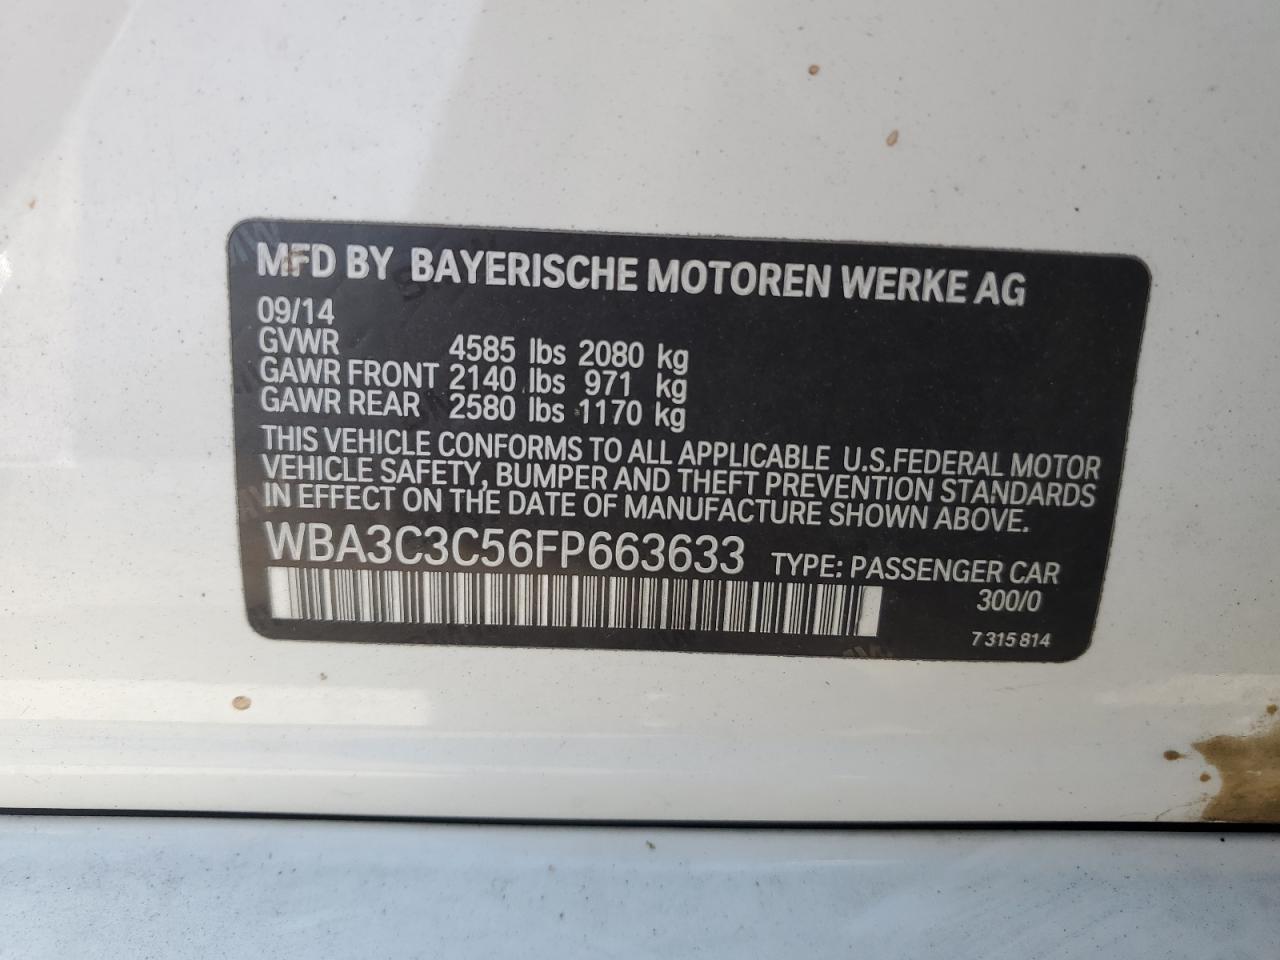 MFD BY BAYERISCHE MOTOREN WERKE AG
09/14
GVWR 4585 lbs 2080 kg
GAWR FRONT 2140 lbs 971 kg
GAWR REAR 2580 lbs 1170 kg
THIS VEHICLE CONFORMS TO ALL APPLICABLE U.S.FEDERAL MOTOR
VEHICLE SAFETY, BUMPER AND THEFT PREVENTION STANDARDS
IN EFFECT ON THE DATE OF MANUFACTURE SHOWN ABOVE.
WBA3C3C56FP663633 TYPE: PASSENGER CAR
300/0
7 315 814